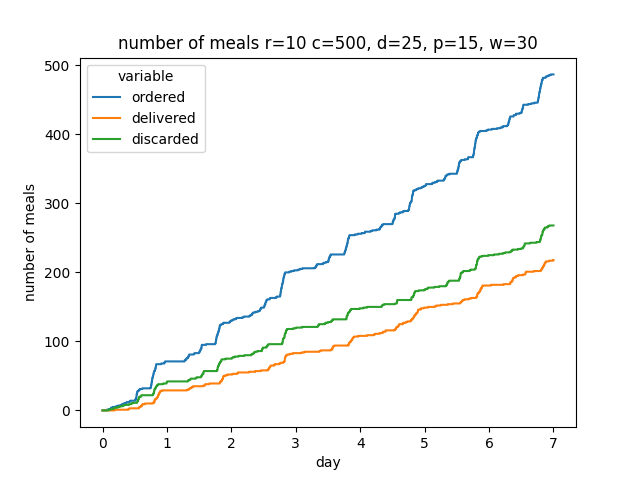 number of meals r=10 c=500, d=25, p=15, w=30
variable
ordered
delivered
discarded
number of meals
500
400
300
200
100
0
0 1 2 3 4 5 6 7
day